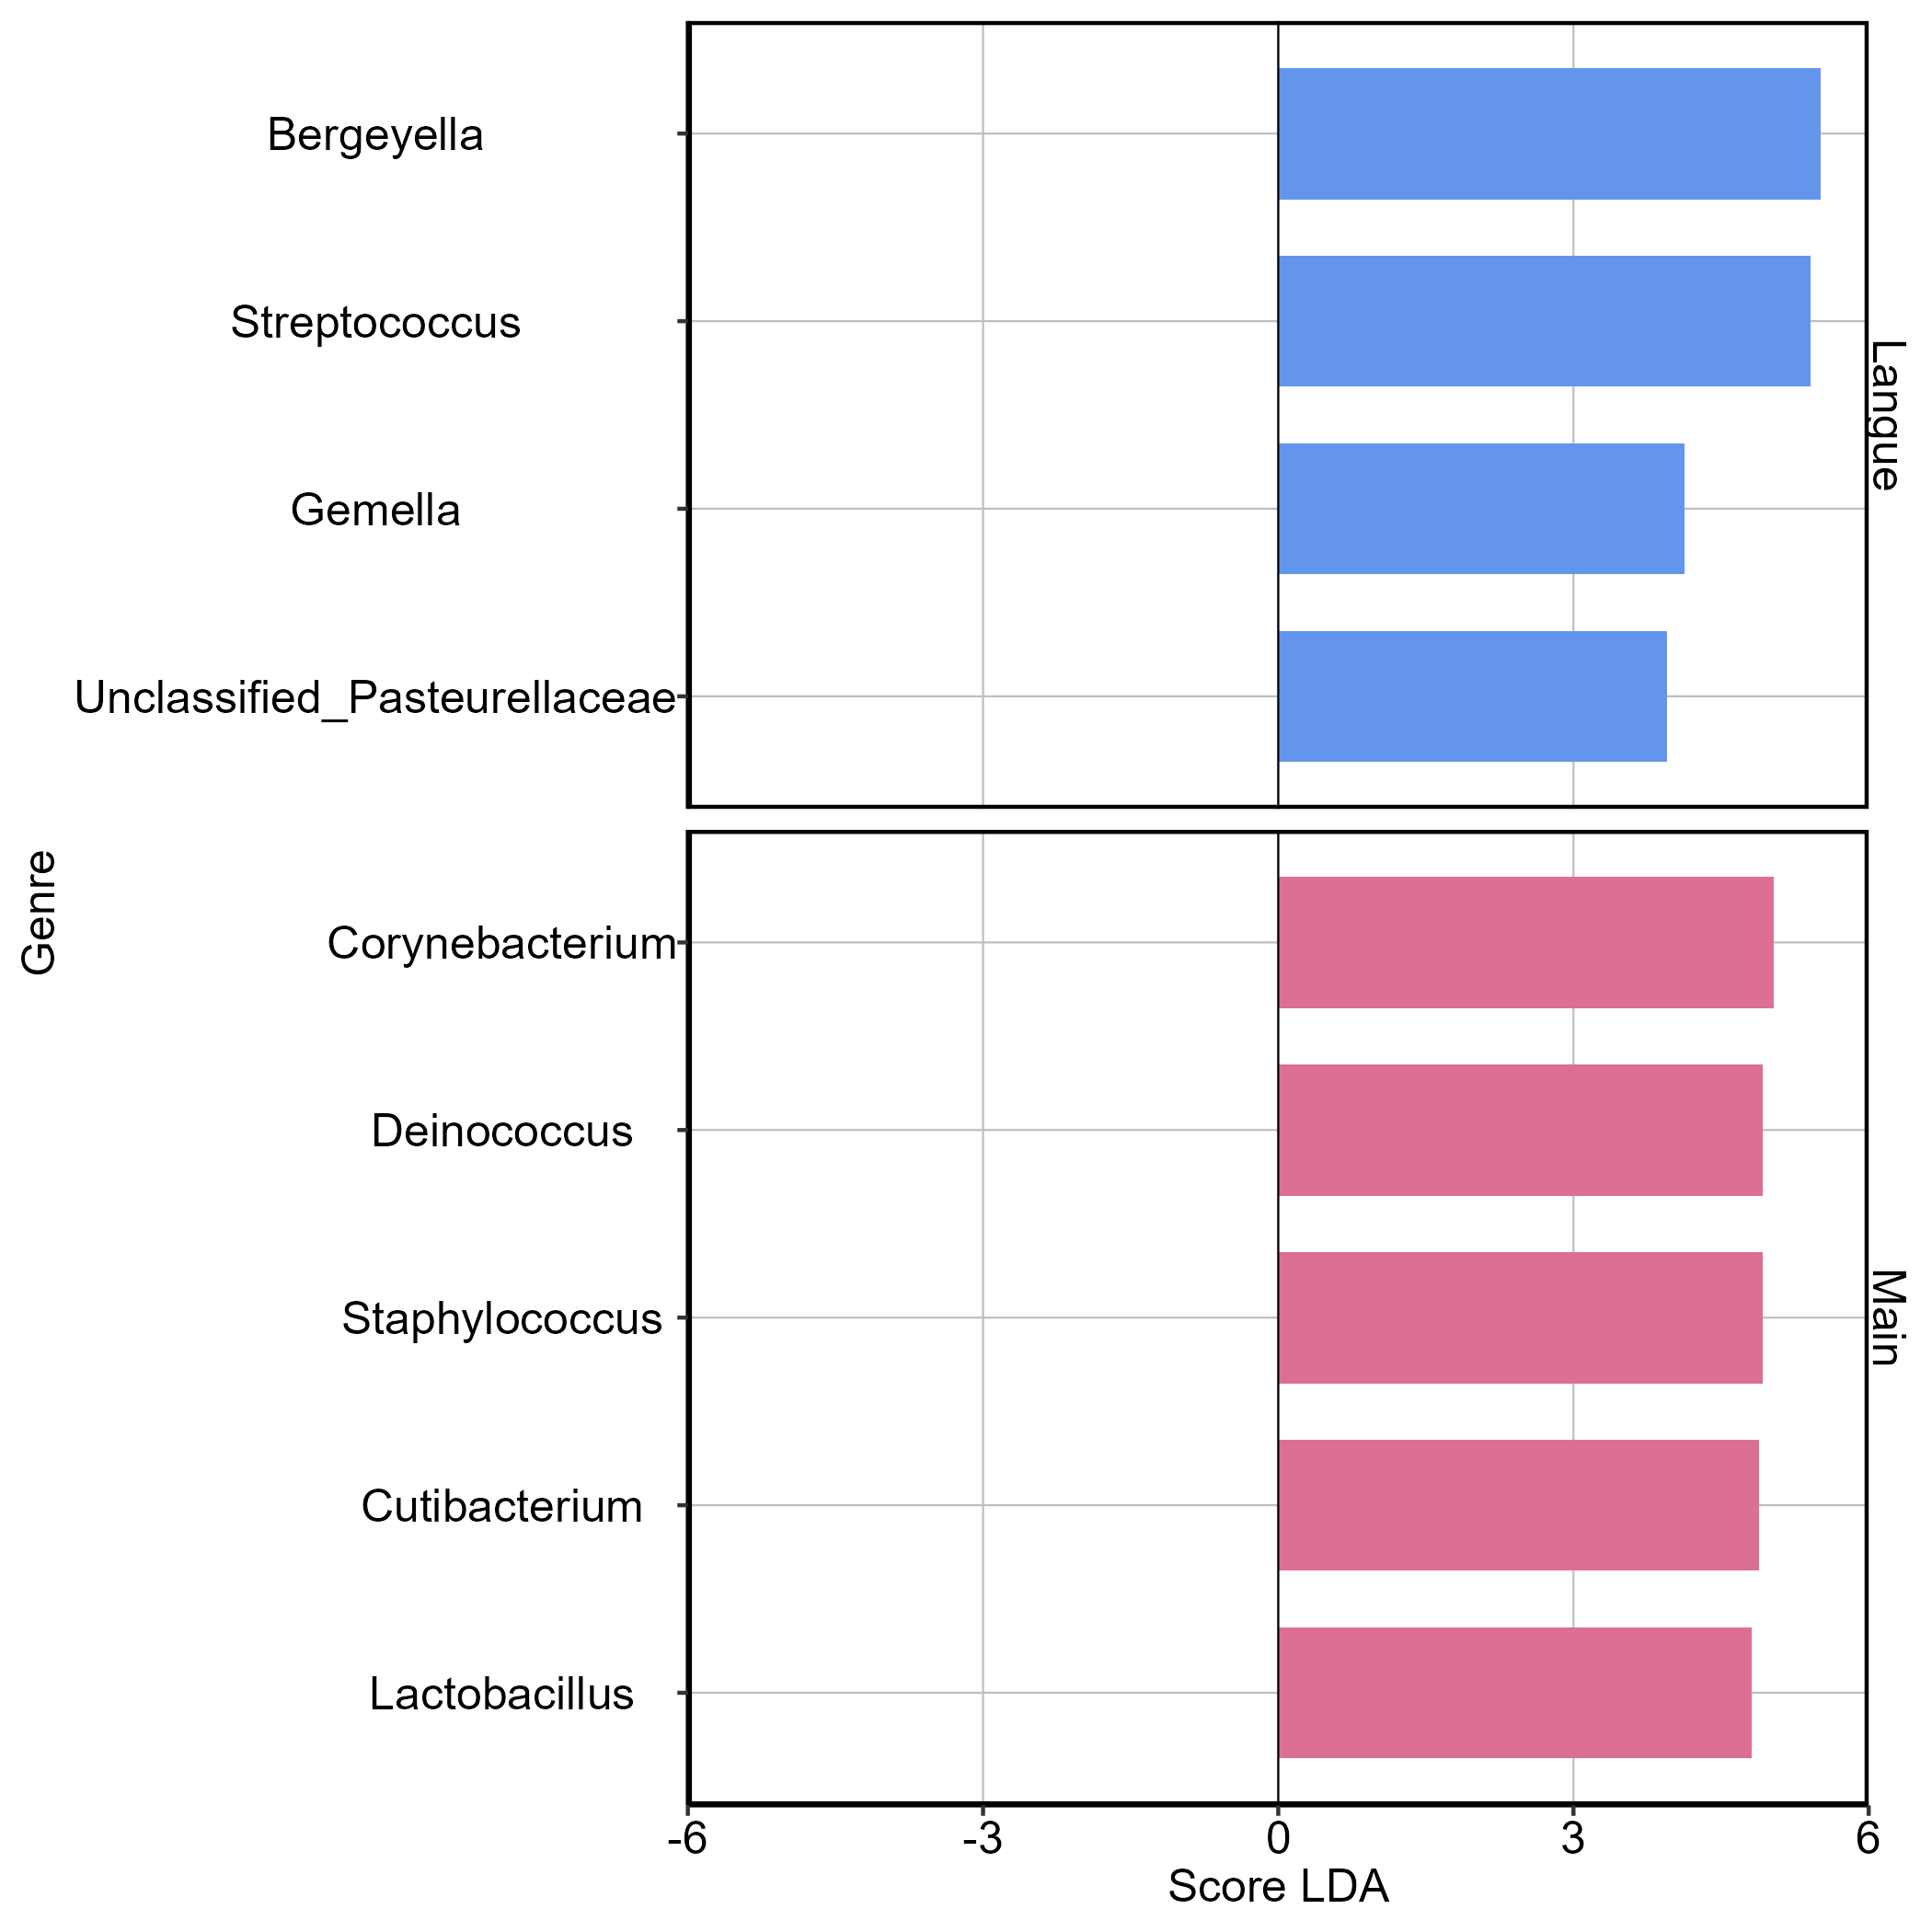 Bergeyella
Streptococcus
Gemella
Unclassified_Pasteurellaceae
Langue
Genre
Corynebacterium
Deinococcus
Staphylococcus
Cutibacterium
Lactobacillus
Main
-6 -3 0 3 6
Score LDA